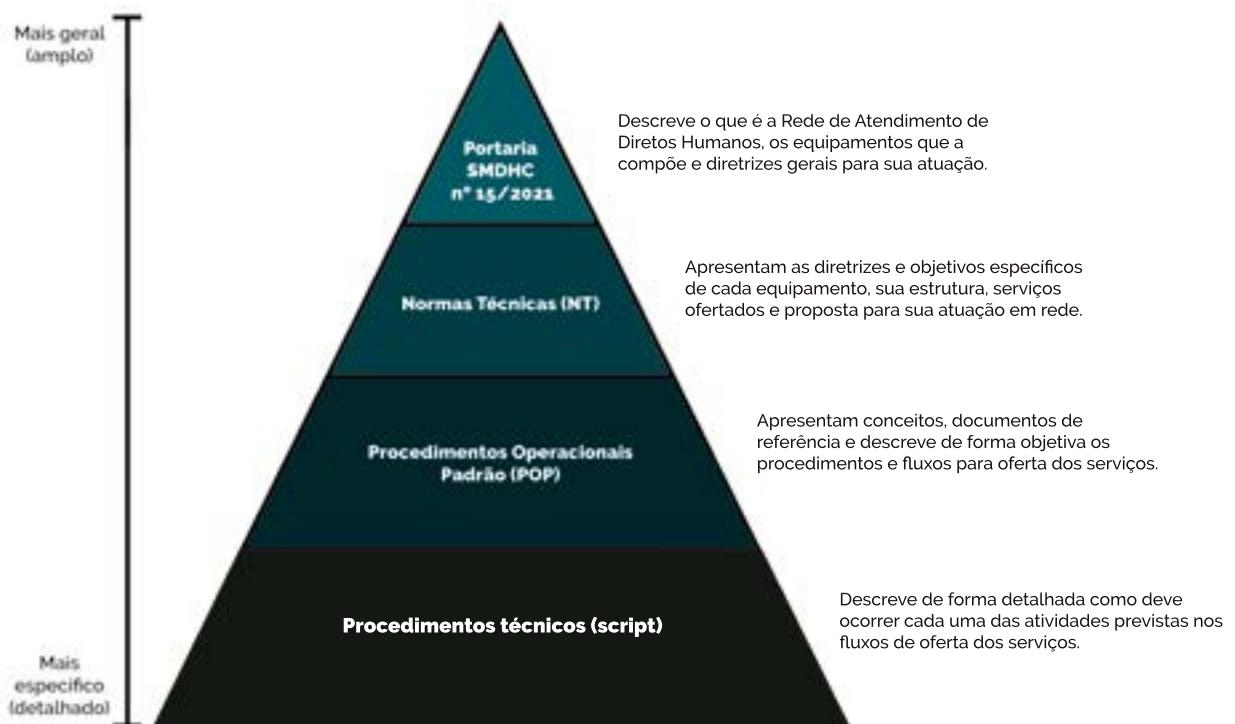 Mais geral
(amplo)
Portaria
SMDHC
nº 15/2021
Descreve o que é a Rede de Atendimento de
Diretos Humanos, os equipamentos que a
compõe e diretrizes gerais para sua atuação.
Normas Técnicas (NT)
Apresentam as diretrizes e objetivos específicos
de cada equipamento, sua estrutura, serviços
ofertados e proposta para sua atuação em rede.
Procedimentos Operacionais
Padrão (POP)
Apresentam conceitos, documentos de
referência e descreve de forma objetiva os
procedimentos e fluxos para oferta dos serviços.
Procedimentos técnicos (script)
Descreve de forma detalhada como deve
ocorrer cada uma das atividades previstas nos
fluxos de oferta dos serviços.
Mais
específico
(detalhado)